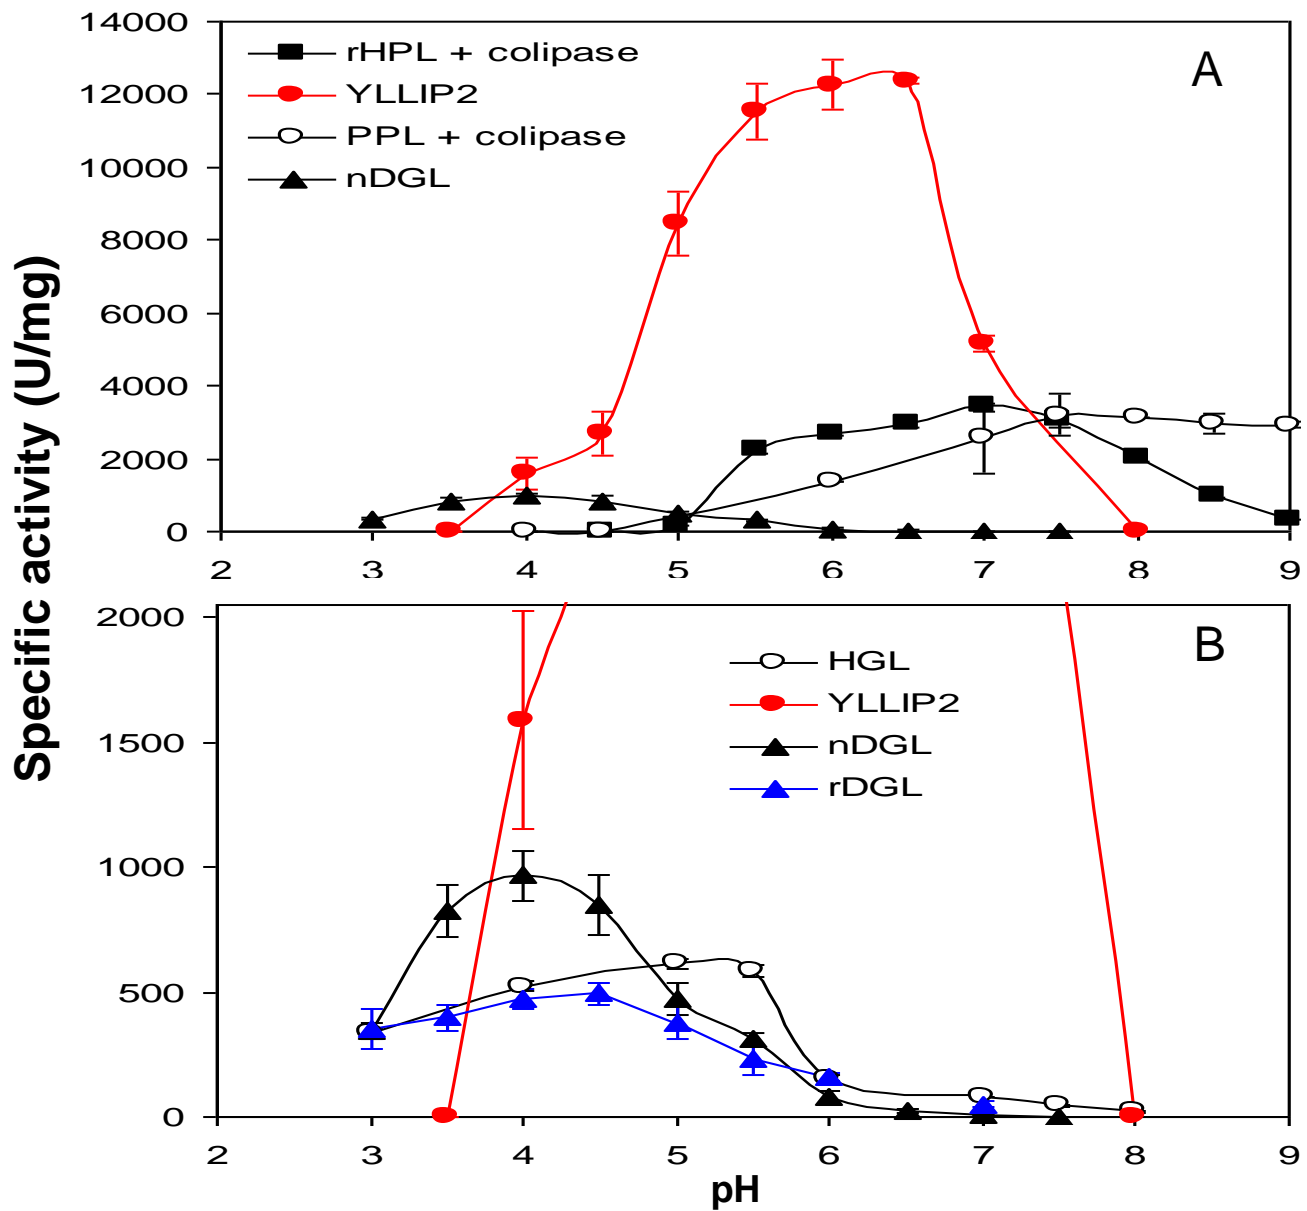 Specific activity (U/mg)
14000
12000
10000
8000
6000
4000
2000
0
rHPL + colipase
YLLIP2
PPL + colipase
nDGL
A
2 3 4 5 6 7 8 9
2000
1500
1000
500
0
B
HGL
YLLIP2
nDGL
rDGL
2 3 4 5 6 7 8 9
pH